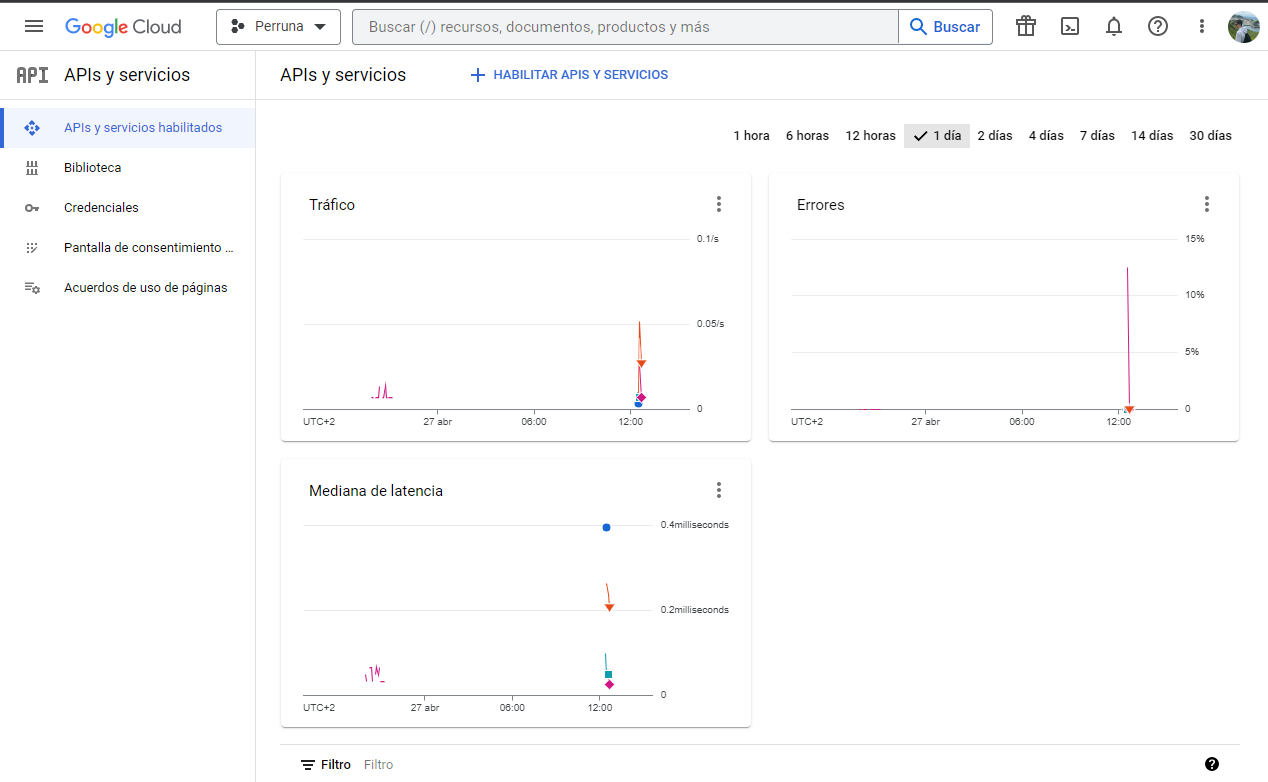 Google Cloud
Perruna
Buscar (/) recursos, documentos, productos y más
Buscar
API
APIs y servicios
APIs y servicios
HABILITAR APIS Y SERVICIOS
APIs y servicios habilitados
Biblioteca
Credenciales
Pantalla de consentimiento ...
Acuerdos de uso de páginas
1 hora 6 horas 12 horas 1 día 2 días 4 días 7 días 14 días 30 días
Tráfico
0.1/s
0.05/s
0
UTC+2 27 abr 06:00 12:00
Errores
15%
10%
5%
0
UTC+2 27 abr 06:00 12:00
Mediana de latencia
0.4milliseconds
0.2milliseconds
0
UTC+2 27 abr 06:00 12:00
Filtro Filtro